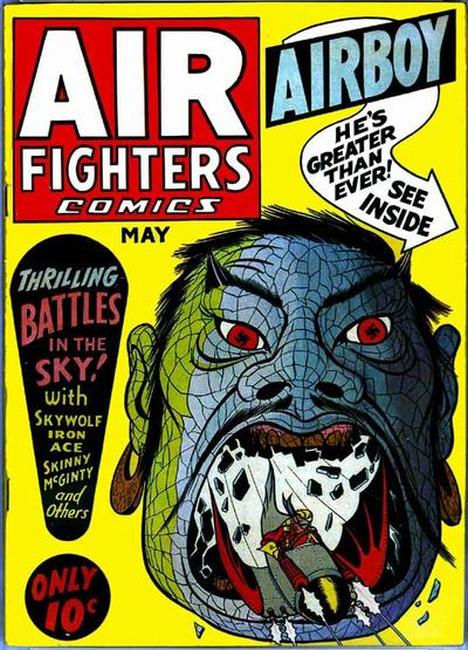 AIR
FIGHTERS
COMICS
MAY
AIRBOY
HE'S
GREATER
THAN
EVER!
SEE
INSIDE
THRILLING
BATTLES
IN THE
SKY!
with
SKYWOLF
IRON
ACE
SKINNY
McGINTY
and
Others
ONLY
10¢